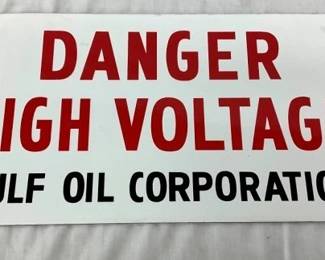 DANGER
IGH VOLTAG
ULF OIL CORPORATIO